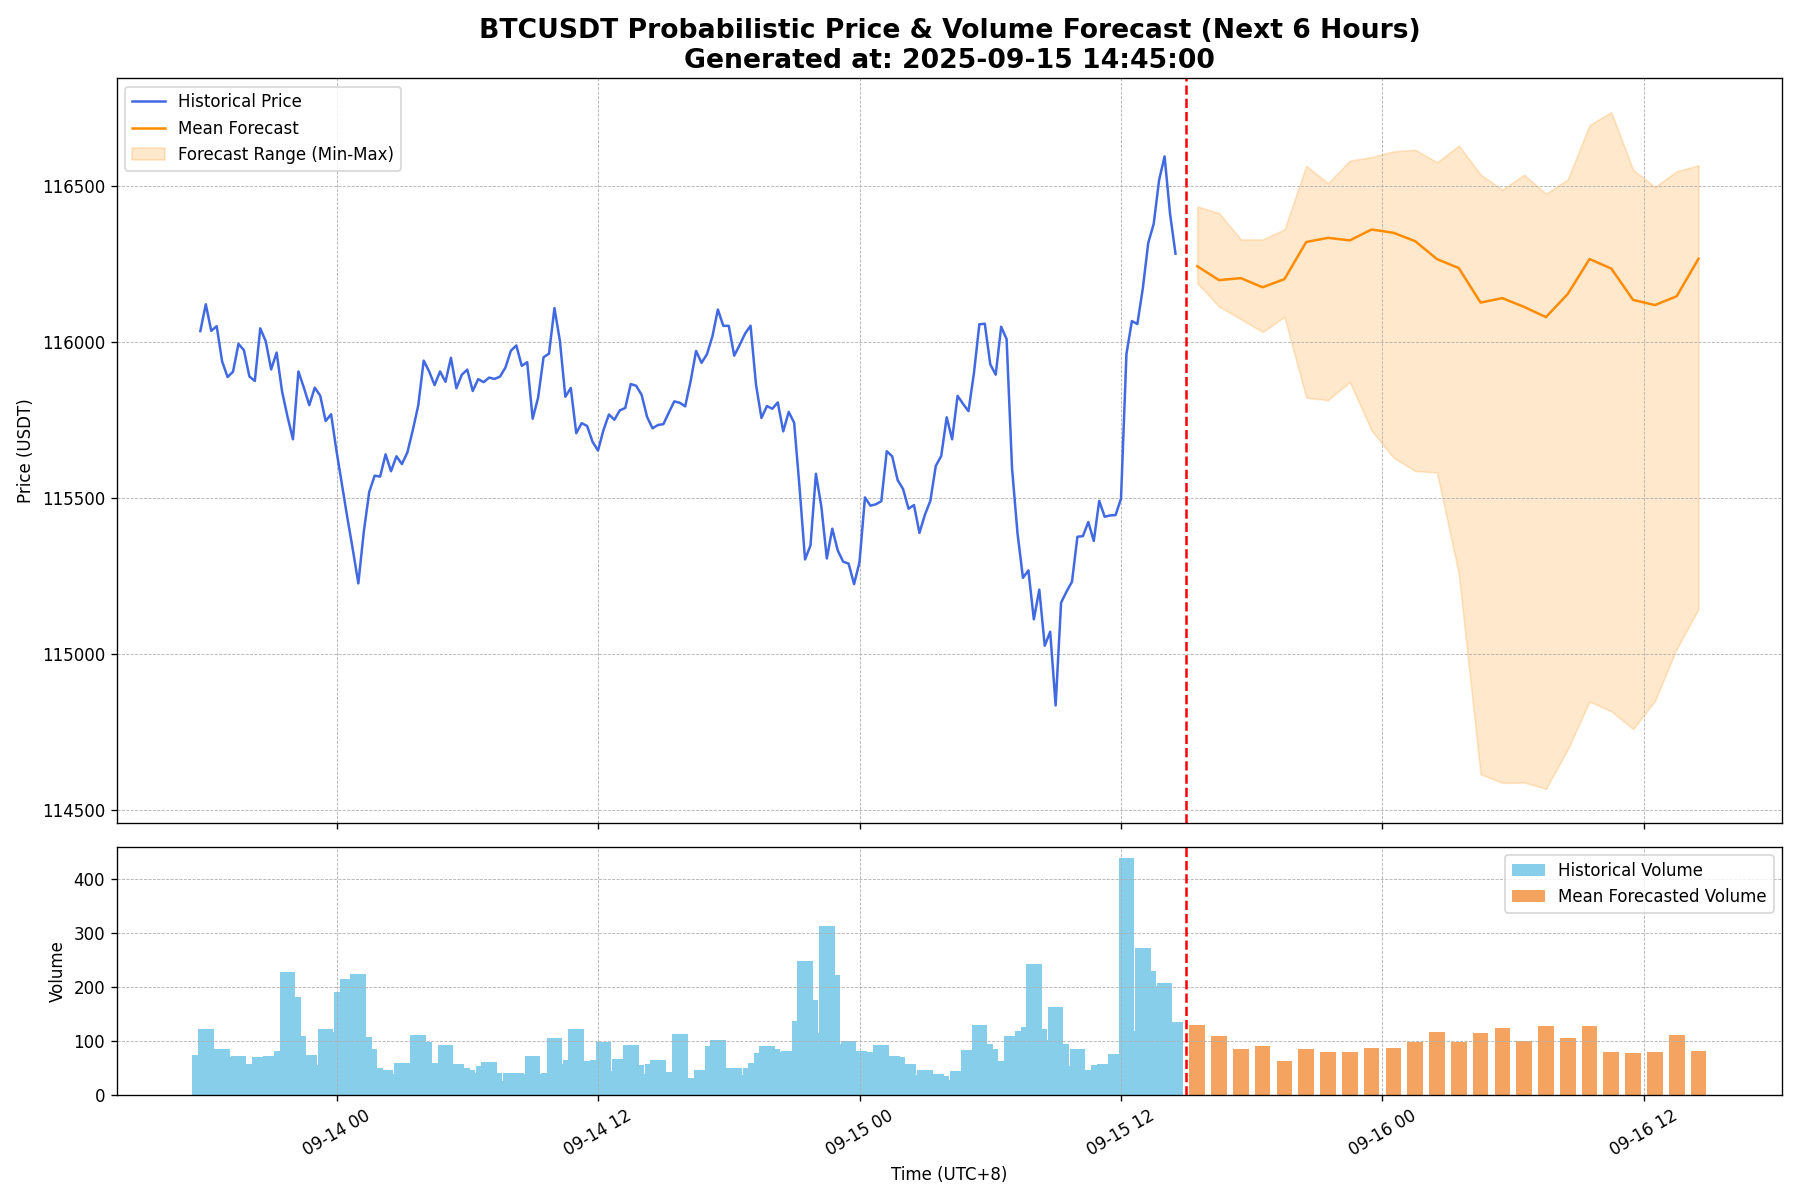 BTCUSDT Probabilistic Price & Volume Forecast (Next 6 Hours)
Generated at: 2025-09-15 14:45:00
Historical Price
Mean Forecast
Forecast Range (Min-Max)
116500
116000
115500
115000
114500
Price (USDT)
Historical Volume
Mean Forecasted Volume
400
300
200
100
0
Volume
09-14 00
09-14 12
09-15 00
09-15 12
09-16 00
09-16 12
Time (UTC+8)